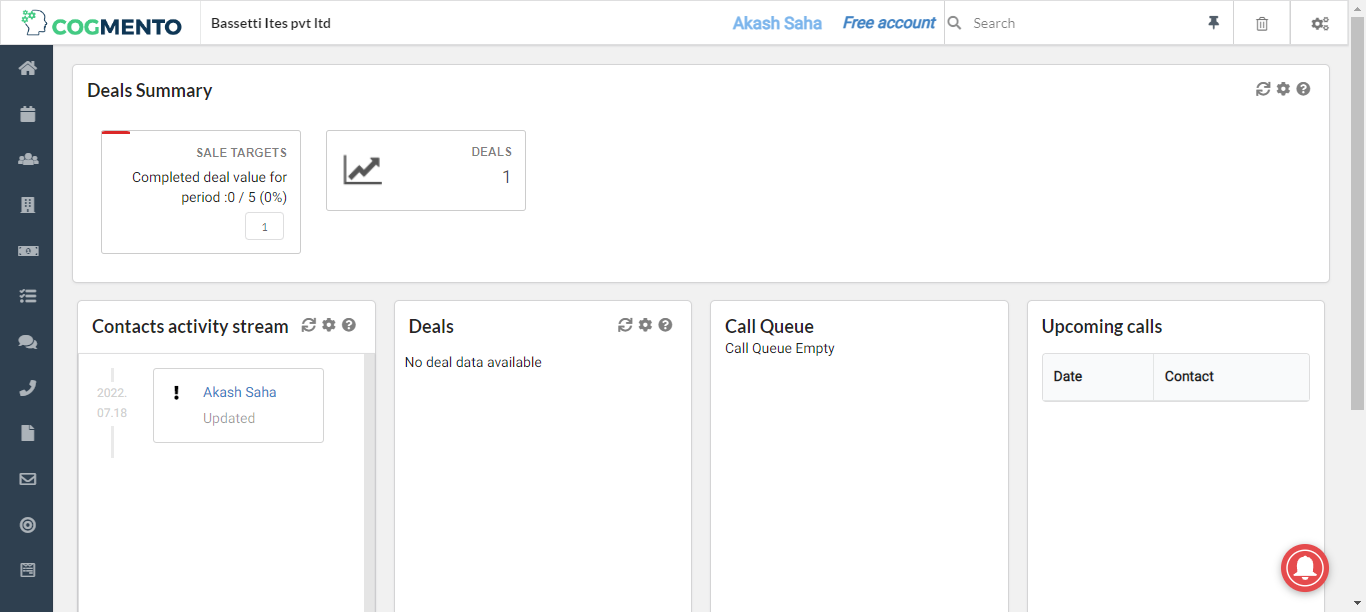 COGMENTO
Bassetti Ites pvt ltd
Akash Saha
Free account
Search
Deals Summary
SALE TARGETS
Completed deal value for
period :0 / 5 (0%)
1
DEALS
1
Contacts activity stream
2022.
07.18
Akash Saha
Updated
Deals
No deal data available
Call Queue
Call Queue Empty
Upcoming calls
Date
Contact